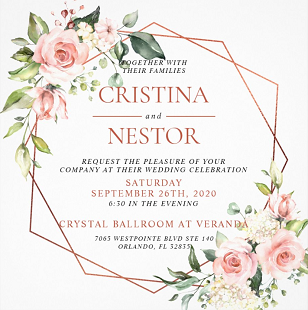 TOGETHER WITH
THEIR FAMILIES
CRISTINA
and
NESTOR
REQUEST THE PLEASURE OF YOUR
COMPANY AT THEIR WEDDING CELEBRATION
SATURDAY
SEPTEMBER 26TH, 2020
6:30 IN THE EVENING
CRYSTAL BALLROOM AT VERANDA
7065 WESTPOINTE BLVD STE 140
ORLANDO, FL 32835